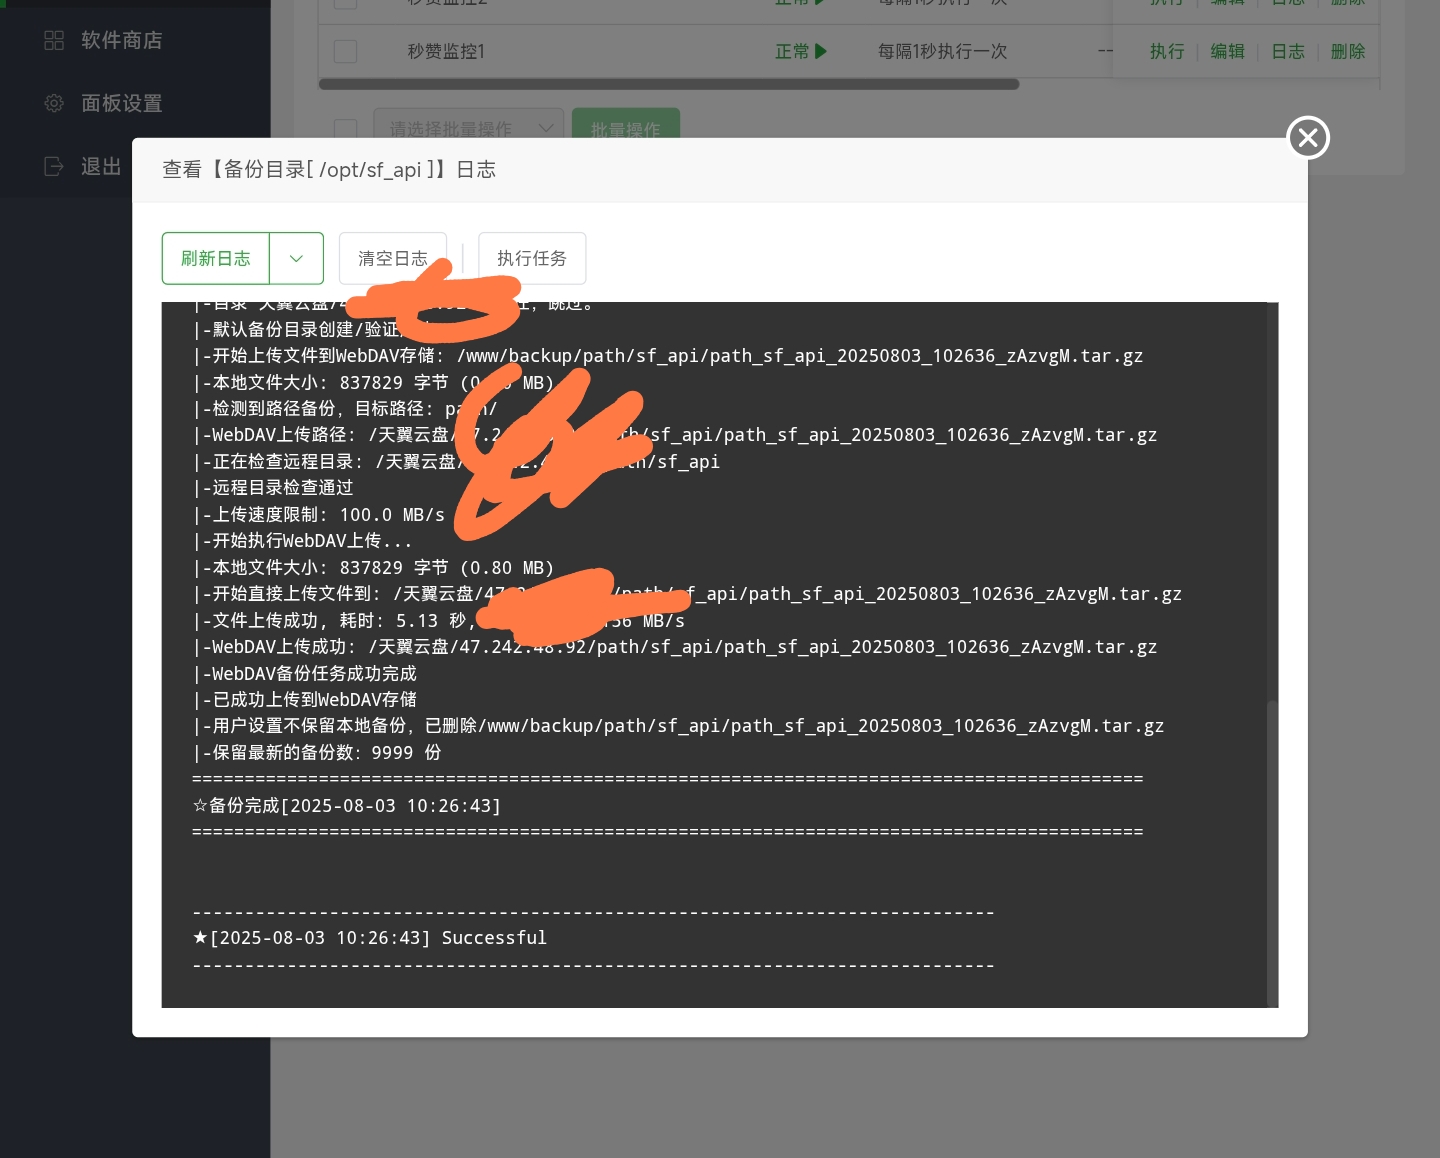 秒赞监控2 正常 每隔1秒执行一次 执行 编辑 日志 删除
软件商店
秒赞监控1 正常 每隔1秒执行一次 -- 执行 编辑 日志 删除
面板设置
请选择批量操作 批量操作
退出
查看【备份目录[ /opt/sf_api ]】日志
刷新日志 清空日志 执行任务
|-目录 天翼云盘/4 跳过。
|-默认备份目录创建/验证
|-开始上传文件到WebDAV存储: /www/backup/path/sf_api/path_sf_api_20250803_102636_zAzvgM.tar.gz
|-本地文件大小: 837829 字节 (0. MB)
|-检测到路径备份，目标路径: path/
|-WebDAV上传路径: /天翼云盘/ 7.2 th/sf_api/path_sf_api_20250803_102636_zAzvgM.tar.gz
|-正在检查远程目录: /天翼云盘/ 2.4 th/sf_api
|-远程目录检查通过
|-上传速度限制: 100.0 MB/s
|-开始执行WebDAV上传...
|-本地文件大小: 837829 字节 (0.80 MB)
|-开始直接上传文件到: /天翼云盘/47. /path/sf_api/path_sf_api_20250803_102636_zAzvgM.tar.gz
|-文件上传成功, 耗时: 5.13 秒, 56 MB/s
|-WebDAV上传成功: /天翼云盘/47.242.48.92/path/sf_api/path_sf_api_20250803_102636_zAzvgM.tar.gz
|-WebDAV备份任务成功完成
|-已成功上传到WebDAV存储
|-用户设置不保留本地备份，已删除/www/backup/path/sf_api/path_sf_api_20250803_102636_zAzvgM.tar.gz
|-保留最新的备份数: 9999 份
==========================================================================================
☆备份完成[2025-08-03 10:26:43]
==========================================================================================
----------------------------------------------------------------------------
★[2025-08-03 10:26:43] Successful
----------------------------------------------------------------------------